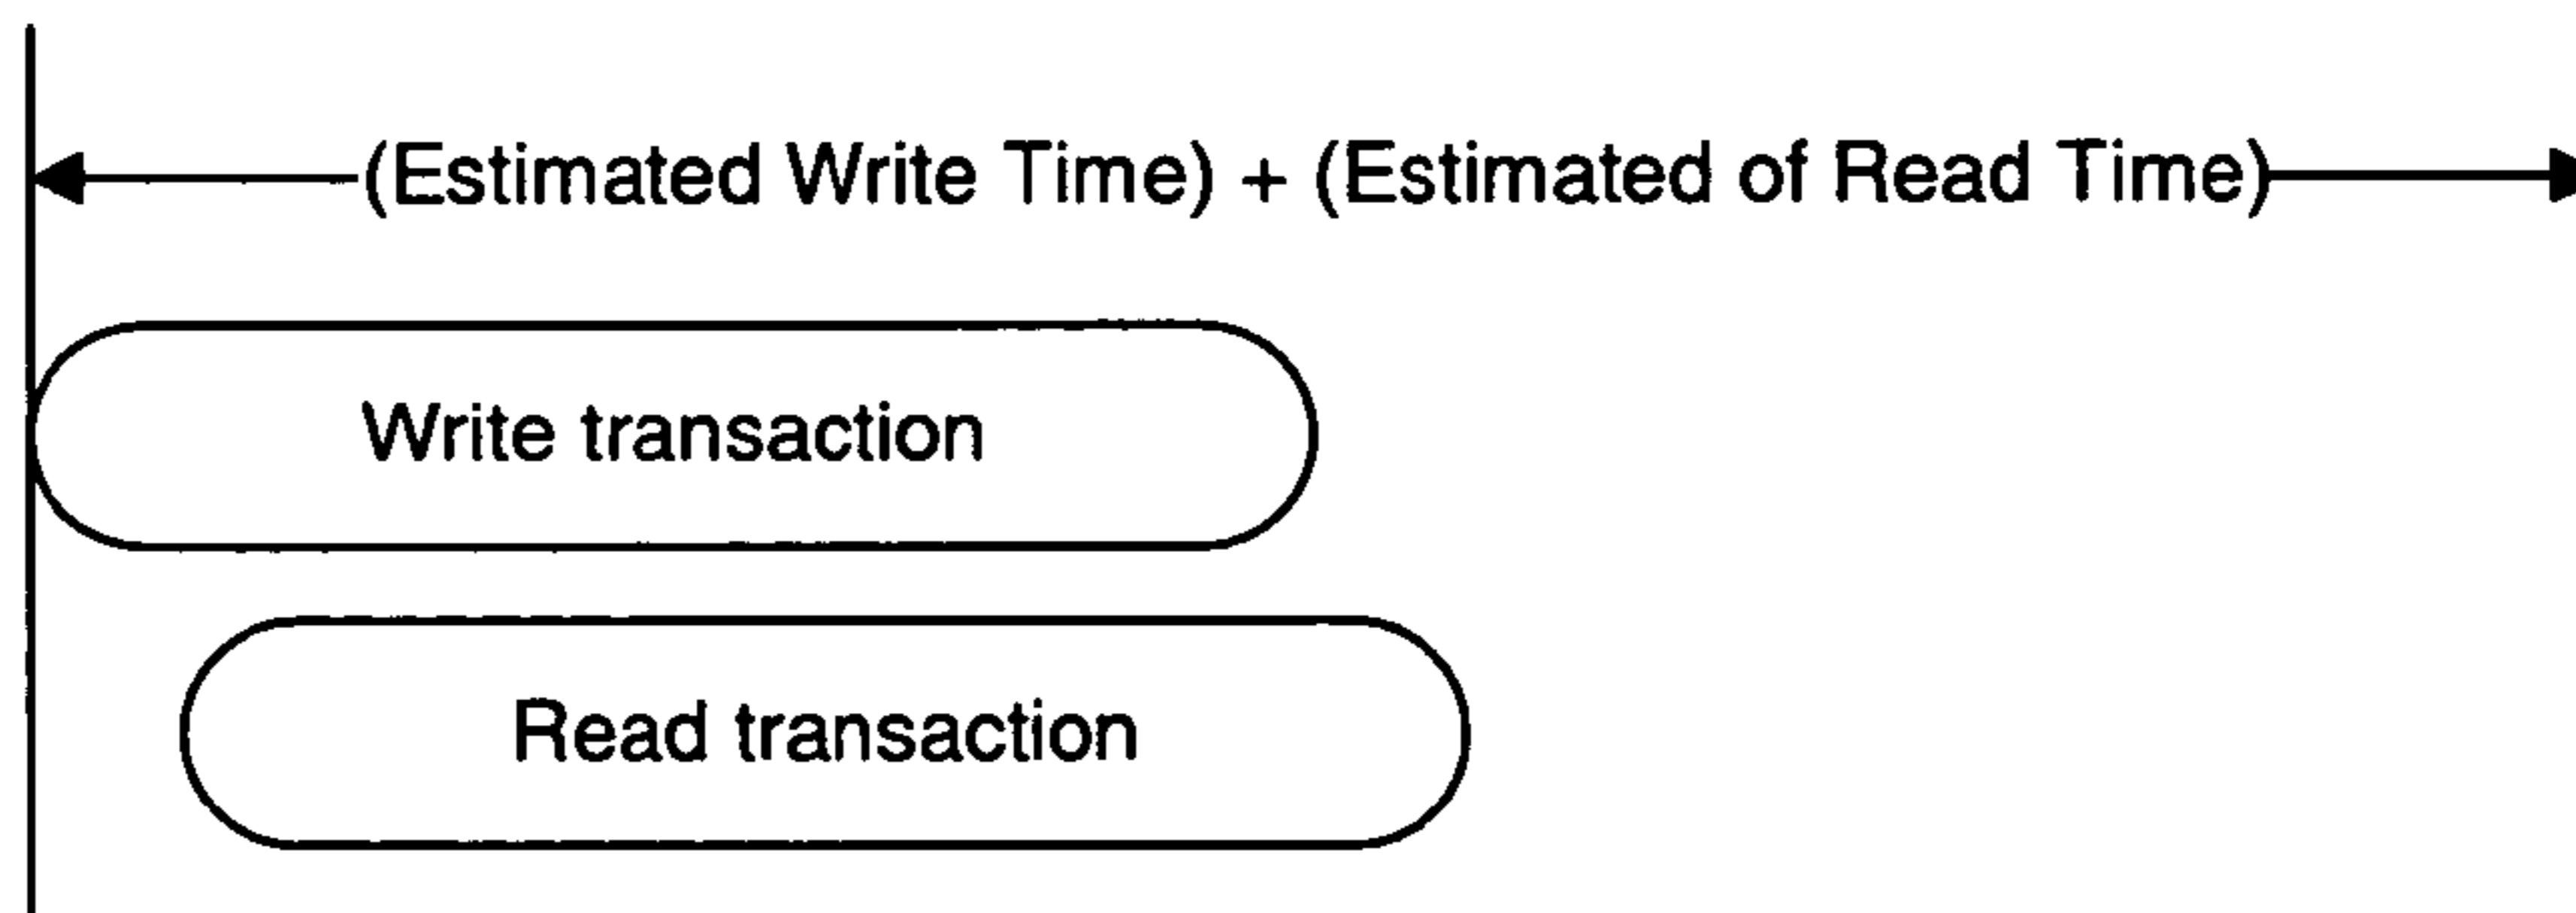 (Estimated Write Time) + (Estimated of Read Time)
Write transaction
Read transaction